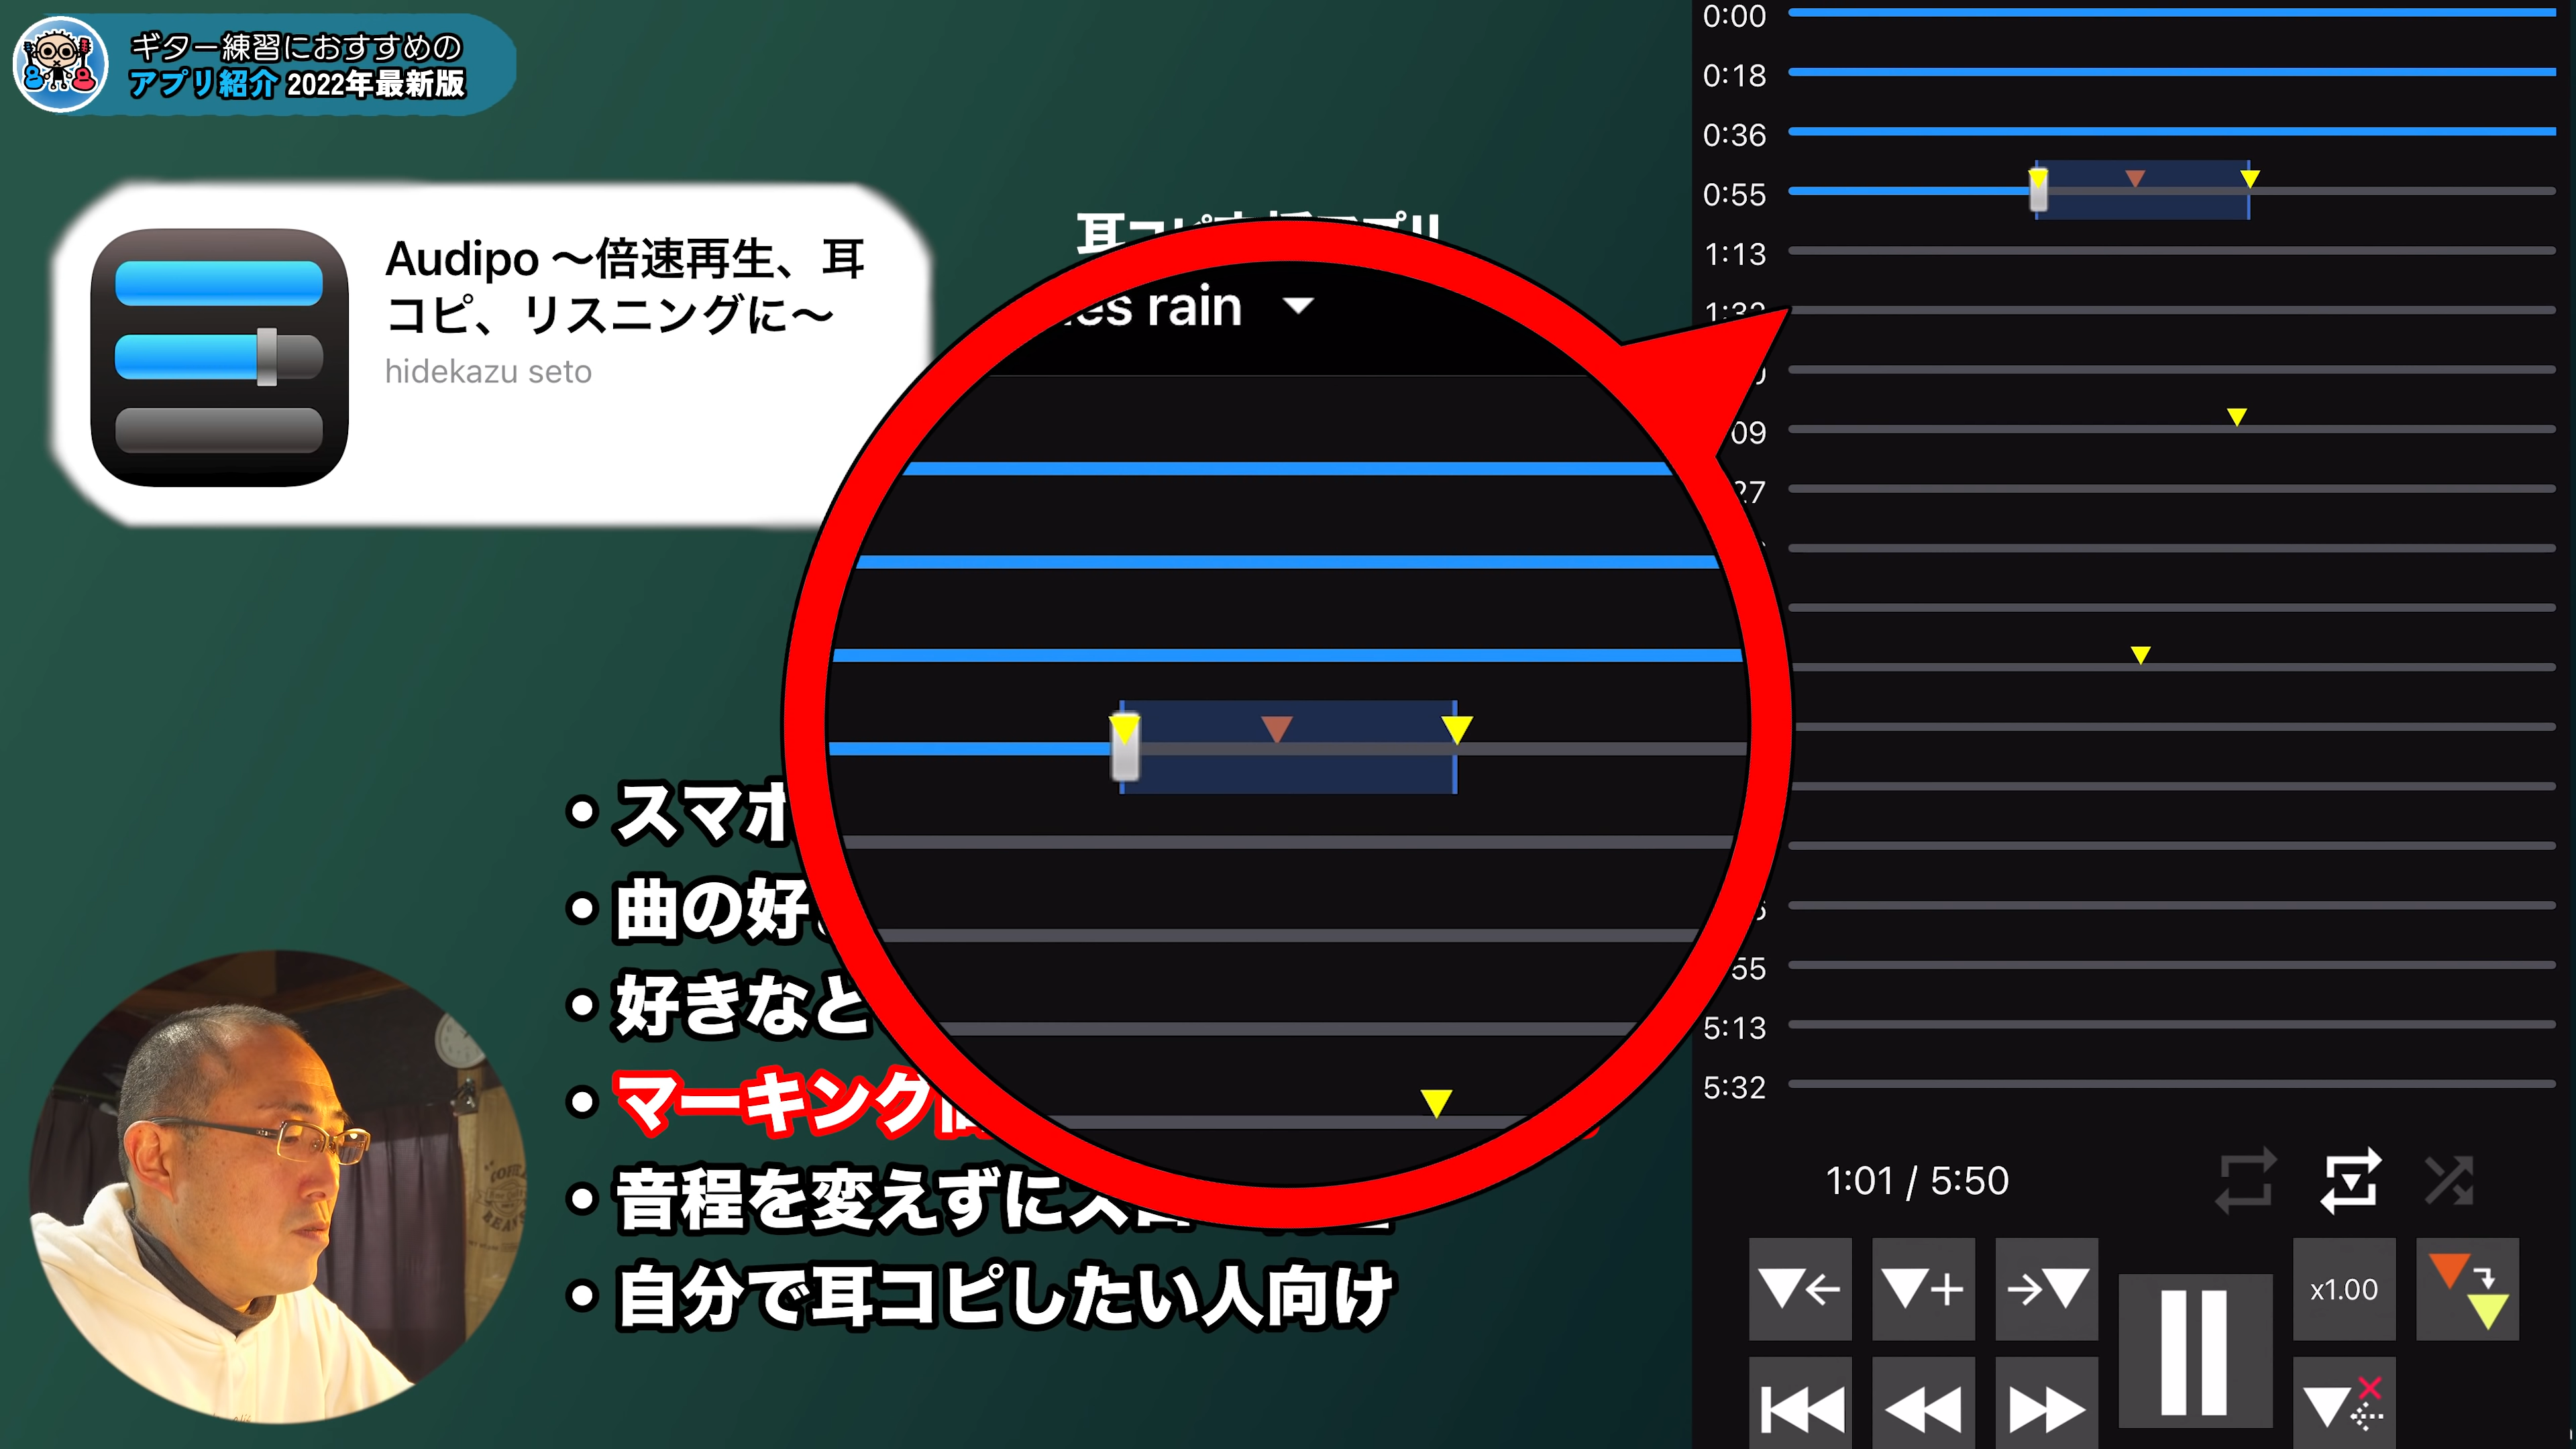 ギター練習におすすめの
アプリ紹介 2022年最新版
Audipo 〜倍速再生、耳
コピ、リスニングに〜
hidekazu seto
rain
・スマホ
・曲の好
・好きなと
・マーキング
・音程を変えずに
・自分で耳コピしたい人向け
0:00
0:18
0:36
0:55
1:13
5:13
5:32
1:01 / 5:50
x1.00